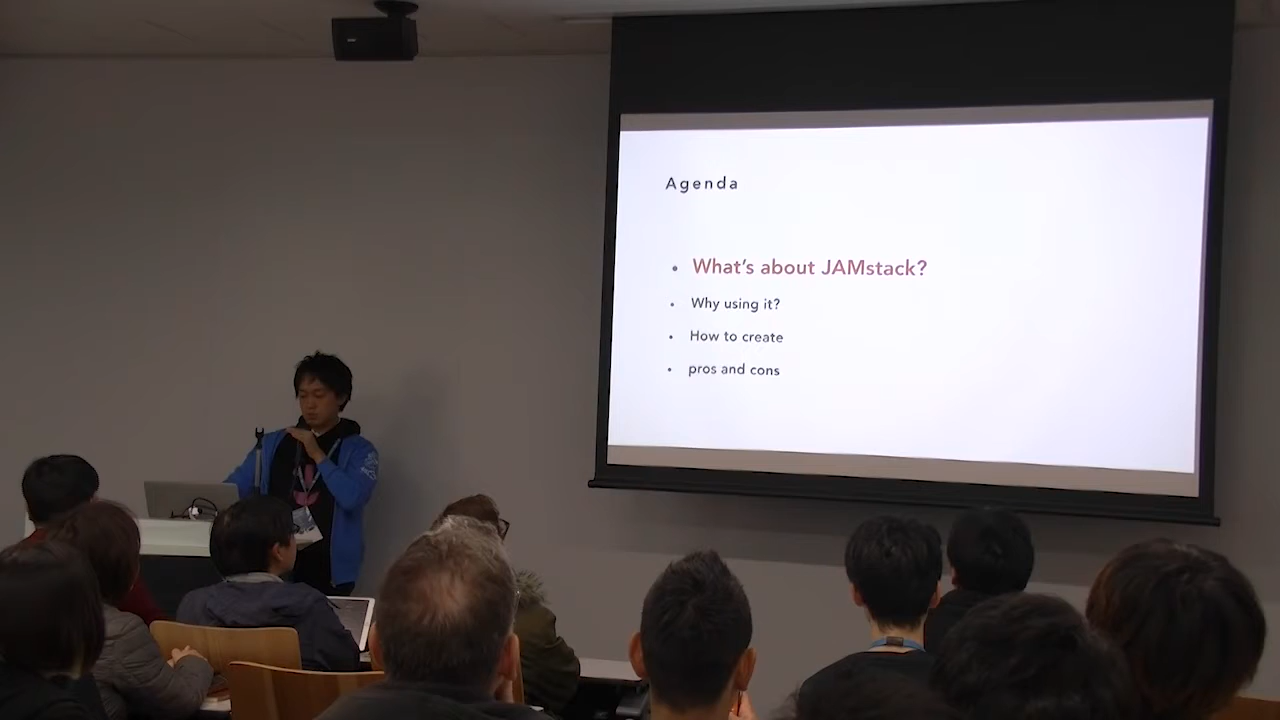 Agenda
• What's about JAMstack?
• Why using it?
• How to create
• pros and cons